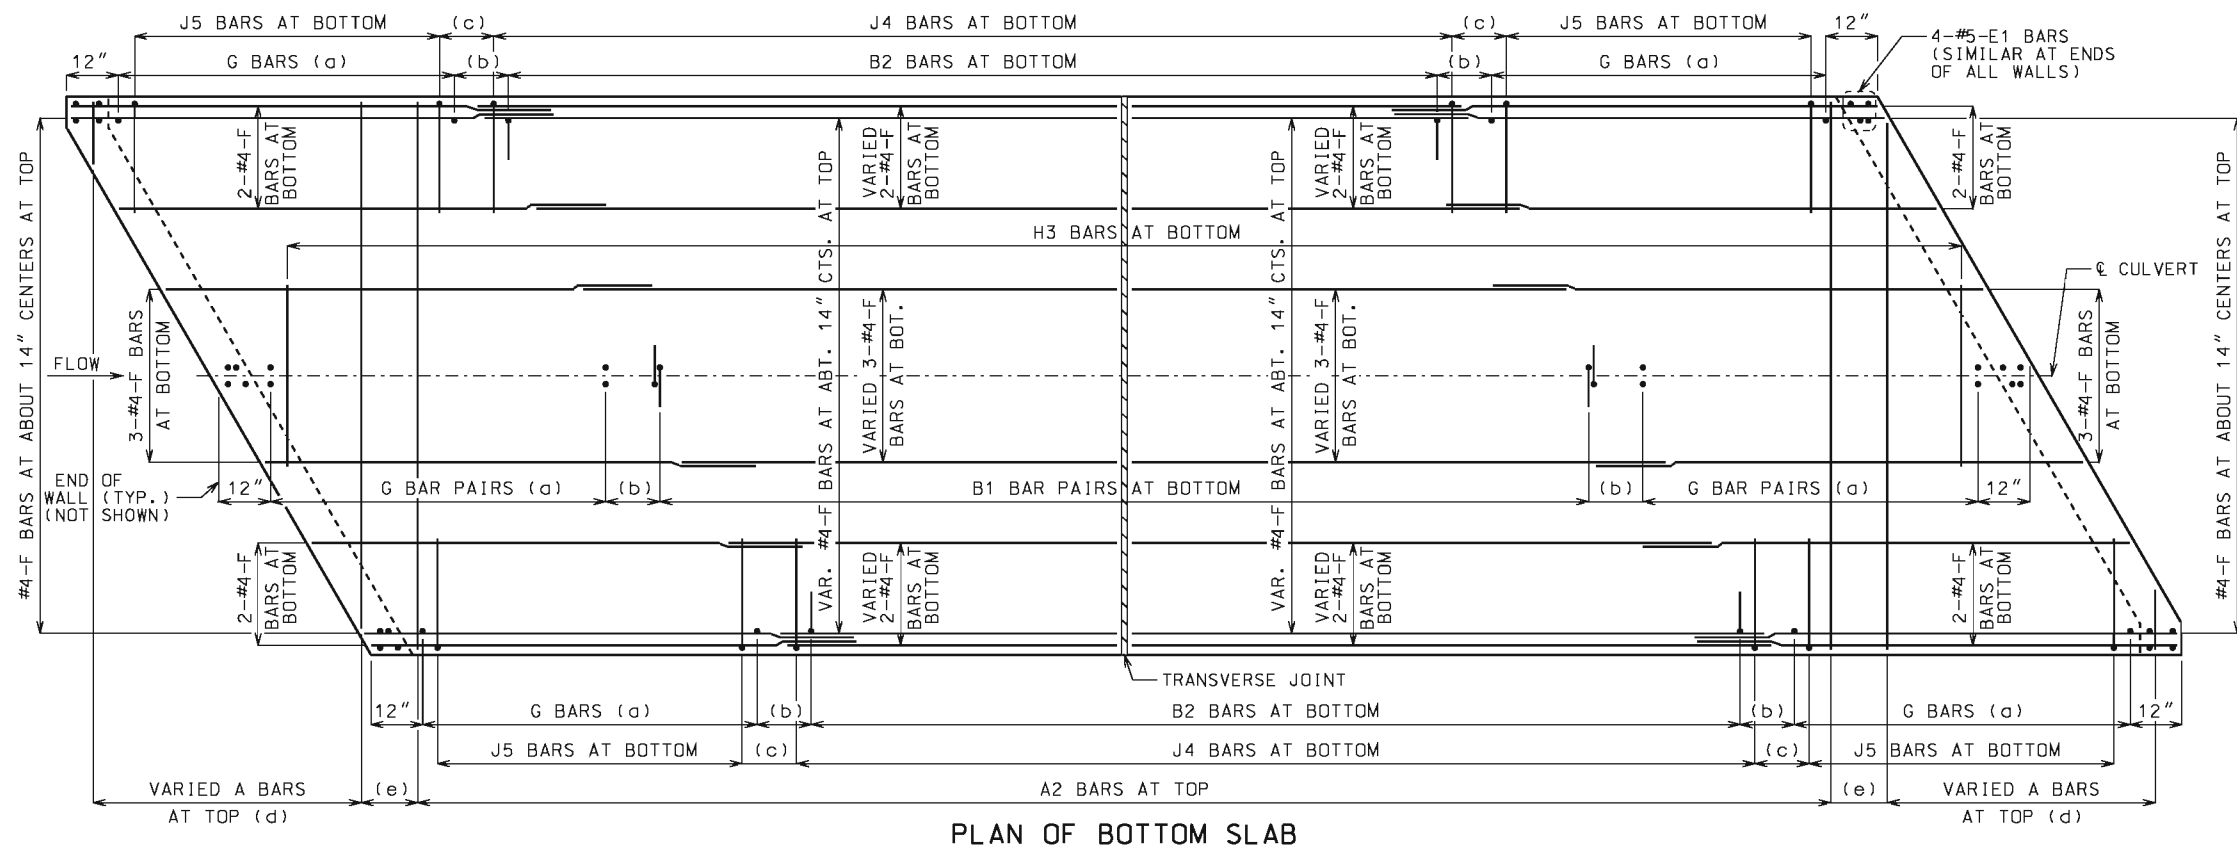 J5 BARS AT BOTTOM
(c)
J4 BARS AT BOTTOM
(c)
J5 BARS AT BOTTOM
12"
4-#5-E1 BARS
(SIMILAR AT ENDS
OF ALL WALLS)
12"
G BARS (a)
(b)
B2 BARS AT BOTTOM
(b)
G BARS (a)
#4-F BARS AT ABOUT 14" CENTERS AT TOP
2-#4-F
BARS AT
BOTTOM
VARIED
2-#4-F
BARS AT
BOTTOM
VARIED
2-#4-F
BARS AT
BOTTOM
2-#4-F
BARS AT
BOTTOM
#4-F BARS AT ABOUT 14" CENTERS AT TOP
H3 BARS AT BOTTOM
VAR. #4-F BARS AT ABT. 14" CTS. AT TOP
VAR. #4-F BARS AT ABT. 14" CTS. AT TOP
℄ CULVERT
FLOW
3-#4-F BARS
AT BOTTOM
VARIED 3-#4-F
BARS AT BOT.
VARIED 3-#4-F
BARS AT BOT.
3-#4-F BARS
AT BOTTOM
END OF
WALL (TYP.)
(NOT SHOWN)
12"
G BAR PAIRS (a)
(b)
B1 BAR PAIRS AT BOTTOM
(b)
G BAR PAIRS (a)
12"
2-#4-F
BARS AT
BOTTOM
VARIED
2-#4-F
BARS AT
BOTTOM
VARIED
2-#4-F
BARS AT
BOTTOM
2-#4-F
BARS AT
BOTTOM
TRANSVERSE JOINT
12"
G BARS (a)
(b)
B2 BARS AT BOTTOM
(b)
G BARS (a)
12"
J5 BARS AT BOTTOM
(c)
J4 BARS AT BOTTOM
(c)
J5 BARS AT BOTTOM
VARIED A BARS
AT TOP (d)
(e)
A2 BARS AT TOP
(e)
VARIED A BARS
AT TOP (d)
PLAN OF BOTTOM SLAB